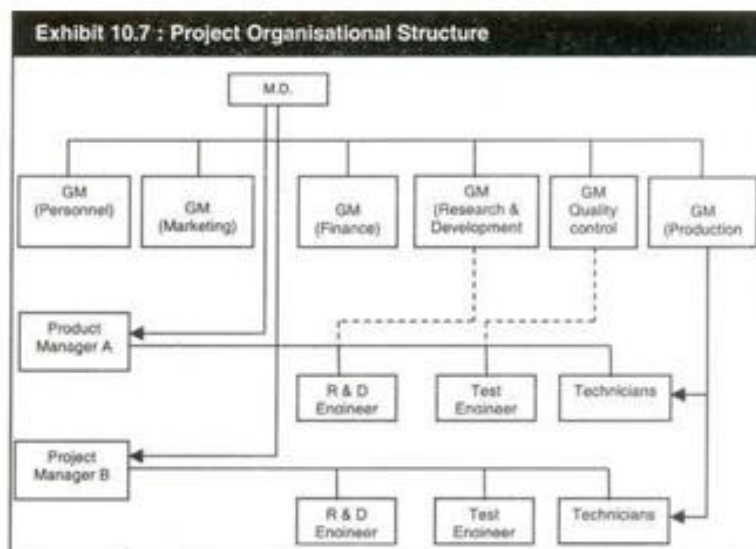 Exhibit 10.7 : Project Organisational Structure
M.D.
GM
(Personnel)
GM
(Marketing)
GM
(Finance)
GM
(Research &
Development
GM
Quality
control
GM
(Production
Product
Manager A
R & D
Engineer
Test
Engineer
Technicians
Project
Manager B
R & D
Engineer
Test
Engineer
Technicians